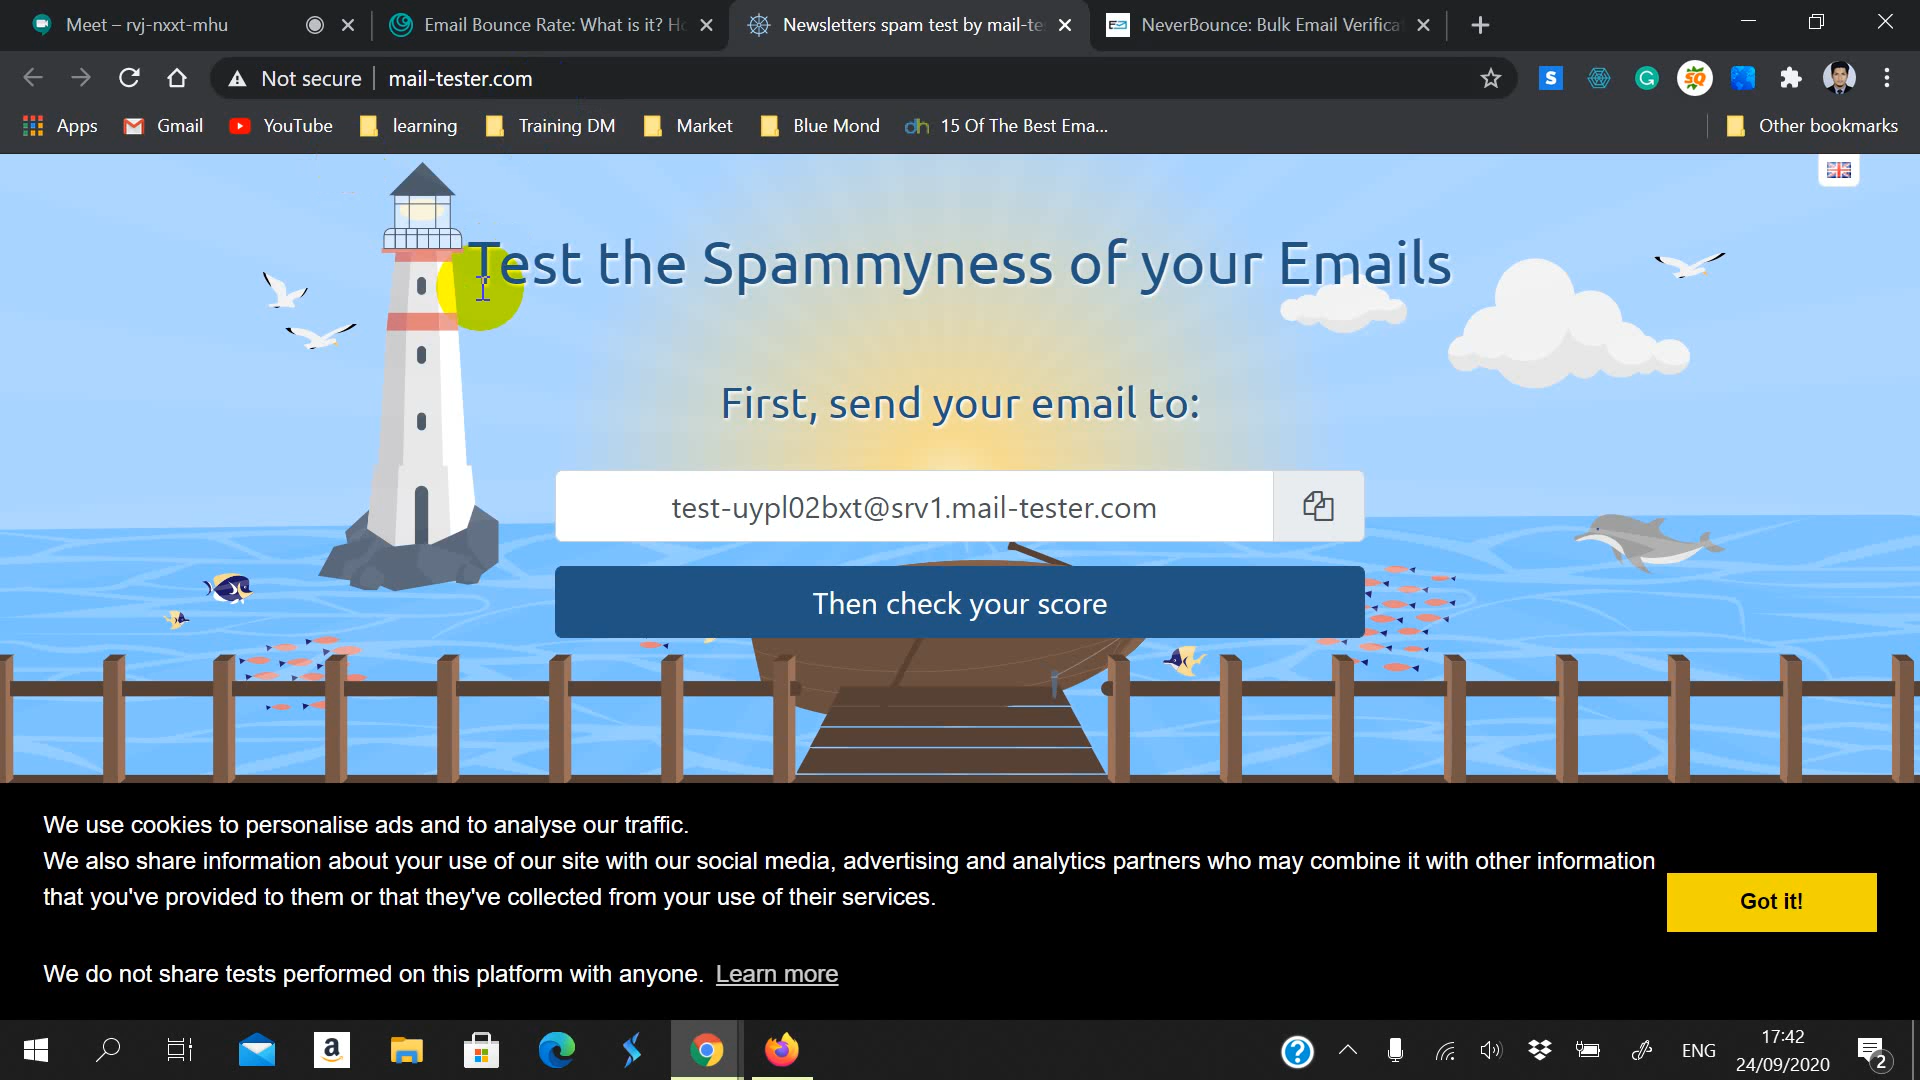 Meet – rvj-nxxt-mhu
Email Bounce Rate: What is it? Ho
Newsletters spam test by mail-te
NeverBounce: Bulk Email Verifica
Not secure
mail-tester.com
Apps
Gmail
YouTube
learning
Training DM
Market
Blue Mond
dh
15 Of The Best Ema...
Other bookmarks
Test the Spammyness of your Emails
First, send your email to:
test-uypl02bxt@srv1.mail-tester.com
Then check your score
We use cookies to personalise ads and to analyse our traffic.
We also share information about your use of our site with our social media, advertising and analytics partners who may combine it with other information
that you've provided to them or that they've collected from your use of their services.
Got it!
We do not share tests performed on this platform with anyone. Learn more
17:42
ENG
24/09/2020
2